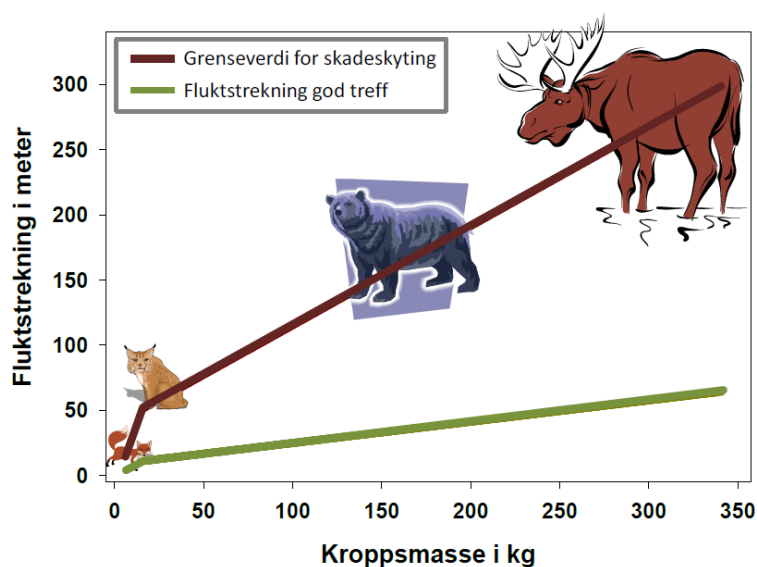 Grenseverdi for skadeskyting
Fluktstrekning god treff
Fluktstrekning i meter
300
250
200
150
100
50
0
0 50 100 150 200 250 300 350
Kroppsmasse i kg